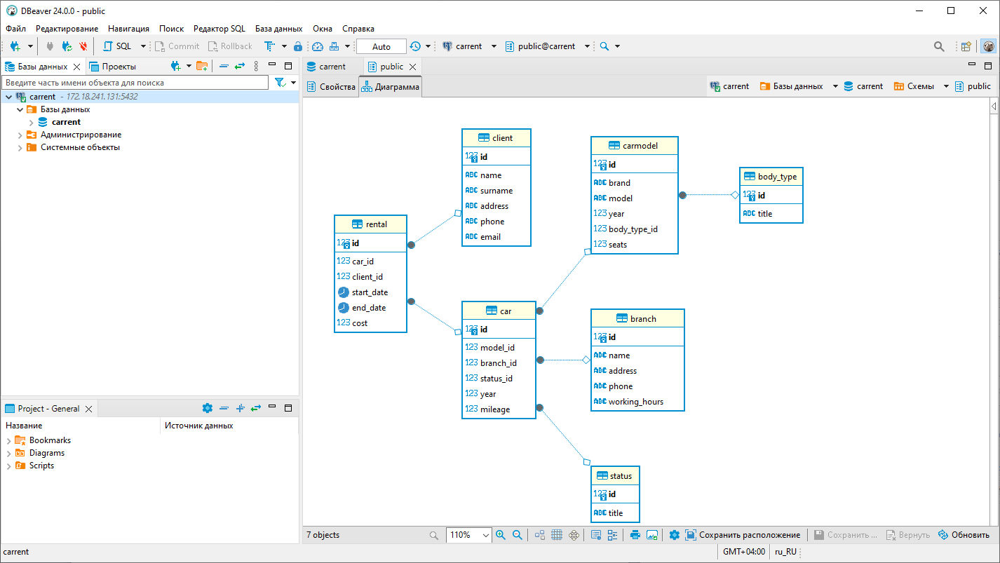 DBeaver 24.0.0 - public
Файл Редактирование Навигация Поиск Редактор SQL База данных Окна Справка
SQL Commit Rollback Auto carrent public@carrent
Базы данных Проекты
Введите часть имени объекта для поиска
carrent - 172.18.241.131:5432
Базы данных
carrent
Администрирование
Системные объекты
Project - General
Название Источник данных
Bookmarks
Diagrams
Scripts
carrent public
Свойства Диаграмма carrent Базы данных carrent Схемы public
client
123 id
ABC name
ABC surname
ABC address
ABC phone
ABC email
carmodel
123 id
ABC brand
ABC model
123 year
123 body_type_id
123 seats
body_type
123 id
ABC title
rental
123 id
123 car_id
123 client_id
start_date
end_date
123 cost
car
123 id
123 model_id
123 branch_id
123 status_id
123 year
123 mileage
branch
123 id
ABC name
ABC address
ABC phone
ABC working_hours
status
123 id
ABC title
7 objects 110% Сохранить расположение Сохранить ... Вернуть Обновить
carrent GMT+04:00 ru_RU